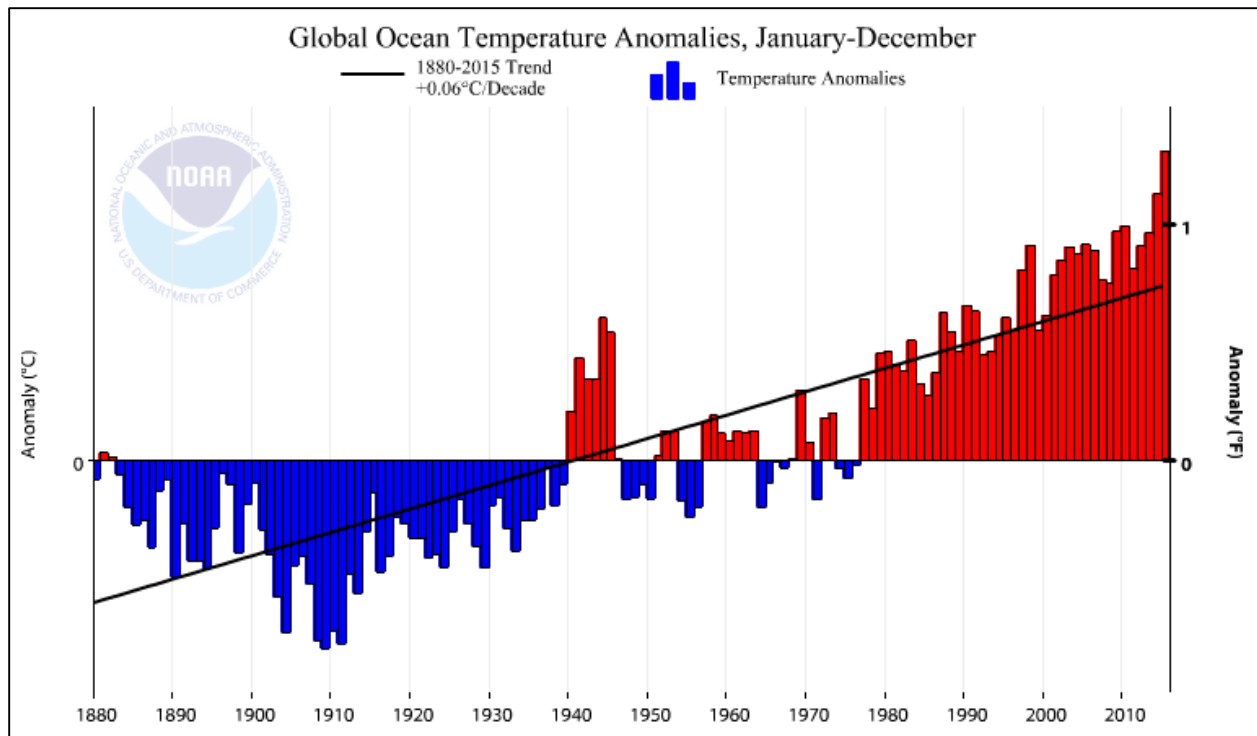 Global Ocean Temperature Anomalies, January-December
1880-2015 Trend
+0.06°C/Decade
Temperature Anomalies
NATIONAL OCEANIC AND ATMOSPHERIC ADMINISTRATION
NOAA
U.S. DEPARTMENT OF COMMERCE
Anomaly (°C)
0
1
0
Anomaly (°F)
1880 1890 1900 1910 1920 1930 1940 1950 1960 1970 1980 1990 2000 2010